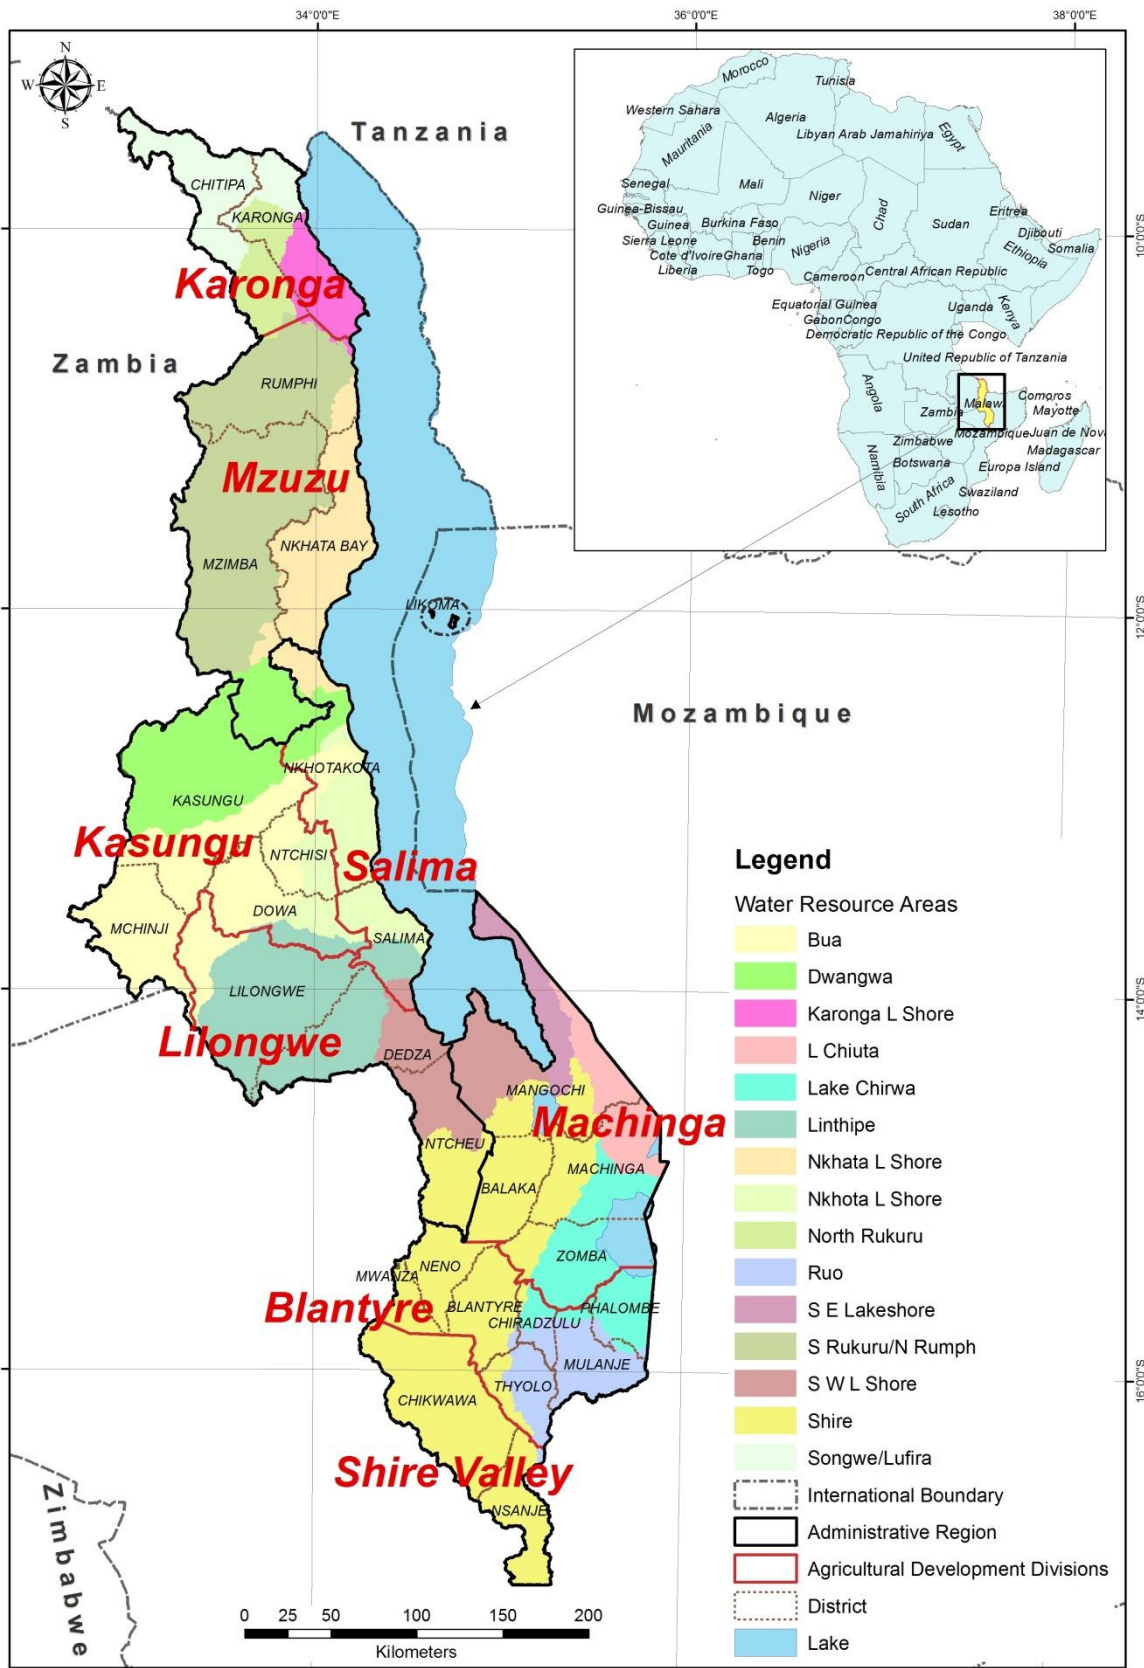 34°0'0"E
36°0'0"E
38°0'0"E
N
W
E
S
Tanzania
Zambia
Mozambique
Zimbabwe
10°0'0"S
12°0'0"S
14°0'0"S
16°0'0"S
Morocco
Tunisia
Western Sahara
Algeria
Libyan Arab Jamahiriya
Egypt
Mauritania
Senegal
Mali
Niger
Chad
Sudan
Eritrea
Guinea-Bissau
Guinea
Burkina Faso
Djibouti
Sierra Leone
Benin
Nigeria
Ethiopia
Somalia
Cote d'Ivoire
Ghana
Liberia
Togo
Cameroon
Central African Republic
Equatorial Guinea
Uganda
Kenya
Gabon
Congo
Democratic Republic of the Congo
United Republic of Tanzania
Angola
Malawi
Comoros
Zambia
Mayotte
Zimbabwe
Mozambique
Juan de Nov
Namibia
Botswana
Madagascar
Europa Island
South Africa
Swaziland
Lesotho
CHITIPA
KARONGA
Karonga
RUMPHI
Mzuzu
NKHATA BAY
MZIMBA
LIKOMA
NKHOTAKOTA
KASUNGU
Kasungu
NTCHISI
Salima
DOWA
MCHINJI
SALIMA
LILONGWE
Lilongwe
DEDZA
MANGOCHI
Machinga
NTCHEU
MACHINGA
BALAKA
ZOMBA
NENO
MWANZA
Blantyre
BLANTYRE
PHALOMBE
CHIRADZULU
MULANJE
THYOLO
CHIKWAWA
Shire Valley
NSANJE
Legend
Water Resource Areas
Bua
Dwangwa
Karonga L Shore
L Chiuta
Lake Chirwa
Linthipe
Nkhata L Shore
Nkhota L Shore
North Rukuru
Ruo
S E Lakeshore
S Rukuru/N Rumph
S W L Shore
Shire
Songwe/Lufira
International Boundary
Administrative Region
Agricultural Development Divisions
District
Lake
0 25 50 100 150 200
Kilometers